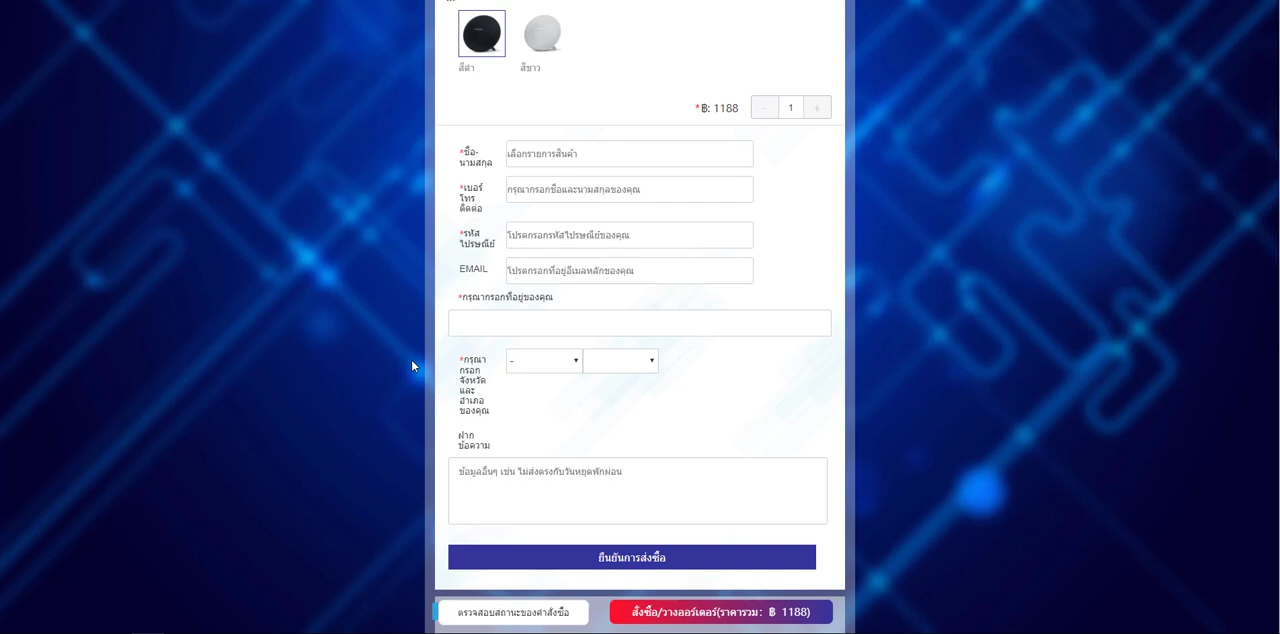 สีดำ
สีขาว
*฿: 1188
-
1
+
*ชื่อ-
นามสกุล
เลือกรายการสินค้า
*เบอร์
โทร
ติดต่อ
กรุณากรอกชื่อและนามสกุลของคุณ
*รหัส
ไปรษณีย์
โปรดกรอกรหัสไปรษณีย์ของคุณ
EMAIL
โปรดกรอกที่อยู่อีเมลหลักของคุณ
*กรุณากรอกที่อยู่ของคุณ
*กรุณา
กรอก
จังหวัด
และ
อำเภอ
ของคุณ
-
ฝาก
ข้อความ
ข้อมูลอื่นๆ เช่น ไม่ส่งตรงกับวันหยุดพักผ่อน
ยืนยันการสั่งซื้อ
ตรวจสอบสถานะของคำสั่งซื้อ
สั่งซื้อ/วางออร์เดอร์(ราคารวม: ฿ 1188)